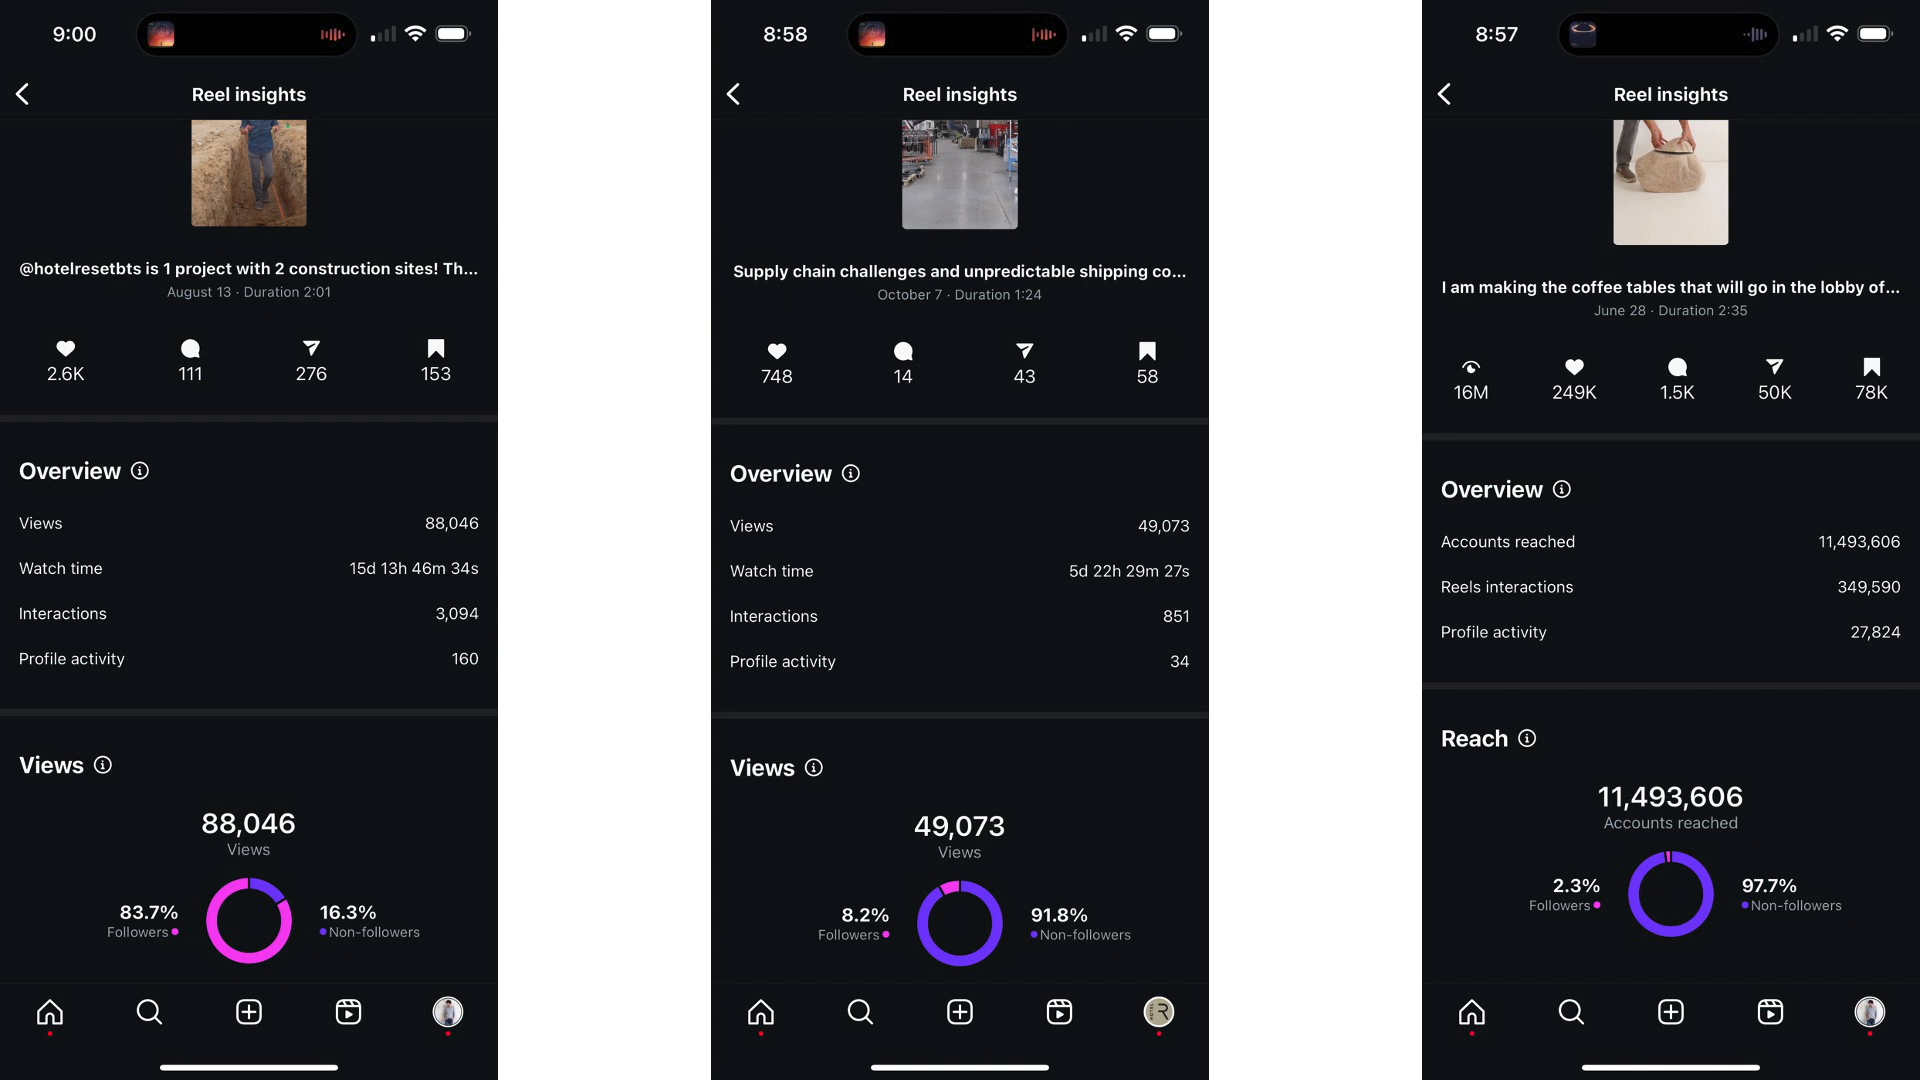 9:00
Reel insights
@hotelresetbts is 1 project with 2 construction sites! Th...
August 13 · Duration 2:01
2.6K 111 276 153
Overview
Views 88,046
Watch time 15d 13h 46m 34s
Interactions 3,094
Profile activity 160
Views
88,046
Views
83.7% 16.3%
Followers Non-followers
8:58
Reel insights
Supply chain challenges and unpredictable shipping co...
October 7 · Duration 1:24
748 14 43 58
Overview
Views 49,073
Watch time 5d 22h 29m 27s
Interactions 851
Profile activity 34
Views
49,073
Views
8.2% 91.8%
Followers Non-followers
8:57
Reel insights
I am making the coffee tables that will go in the lobby of...
June 28 · Duration 2:35
16M 249K 1.5K 50K 78K
Overview
Accounts reached 11,493,606
Reels interactions 349,590
Profile activity 27,824
Reach
11,493,606
Accounts reached
2.3% 97.7%
Followers Non-followers